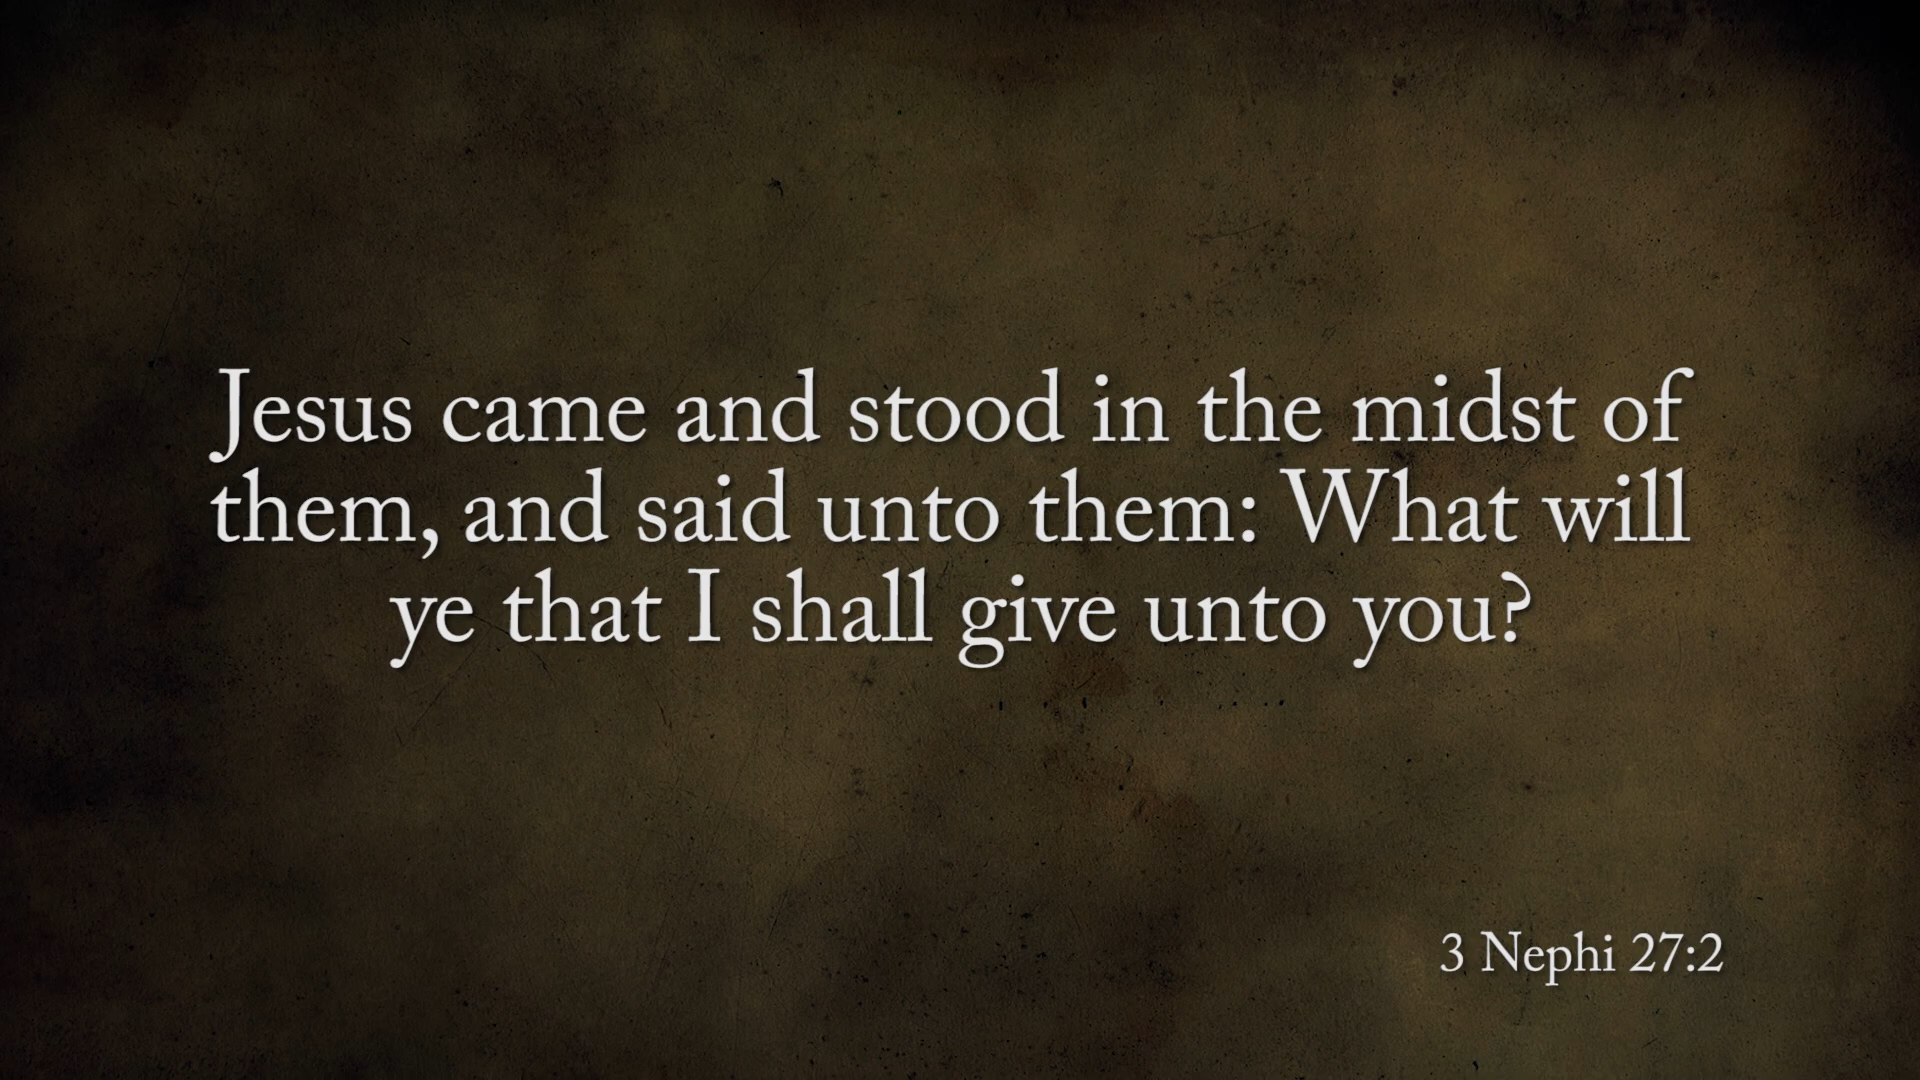 Jesus came and stood in the midst of
them, and said unto them: What will
ye that I shall give unto you?
3 Nephi 27:2